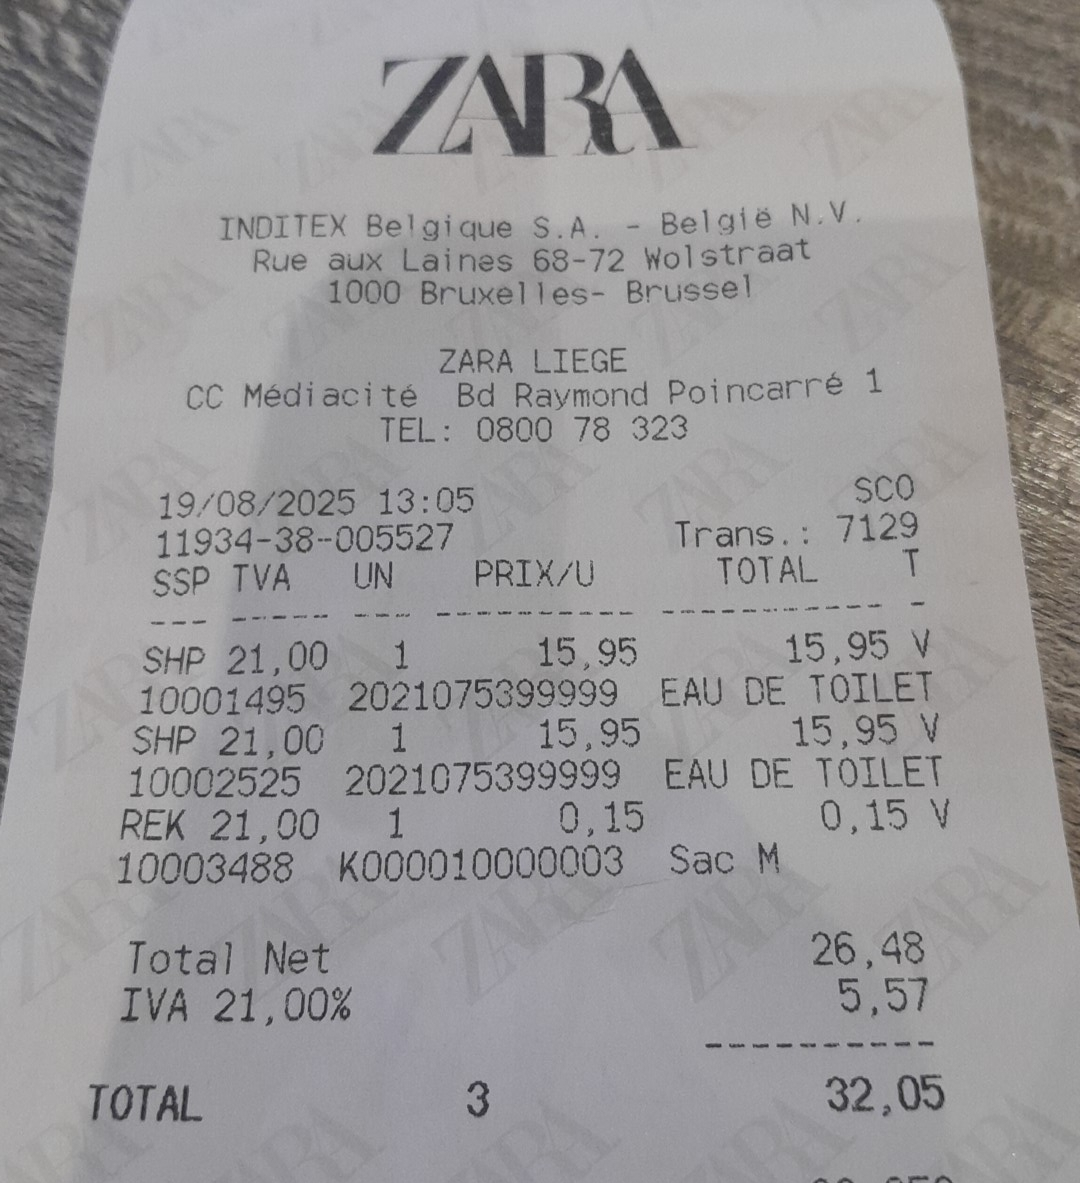 ZARA
INDITEX Belgique S.A. - België N.V.
Rue aux Laines 68-72 Wolstraat
1000 Bruxelles- Brussel
ZARA LIEGE
CC Médiacité Bd Raymond Poincarré 1
TEL: 0800 78 323
19/08/2025 13:05 SCO
11934-38-005527 Trans.: 7129
SSP TVA UN PRIX/U TOTAL T
--- ------ --- ----------- ------------ -
SHP 21,00 1 15,95 15,95 V
10001495 2021075399999 EAU DE TOILET
SHP 21,00 1 15,95 15,95 V
10002525 2021075399999 EAU DE TOILET
REK 21,00 1 0,15 0,15 V
10003488 K000010000003 Sac M
Total Net 26,48
IVA 21,00% 5,57
----------
TOTAL 3 32,05